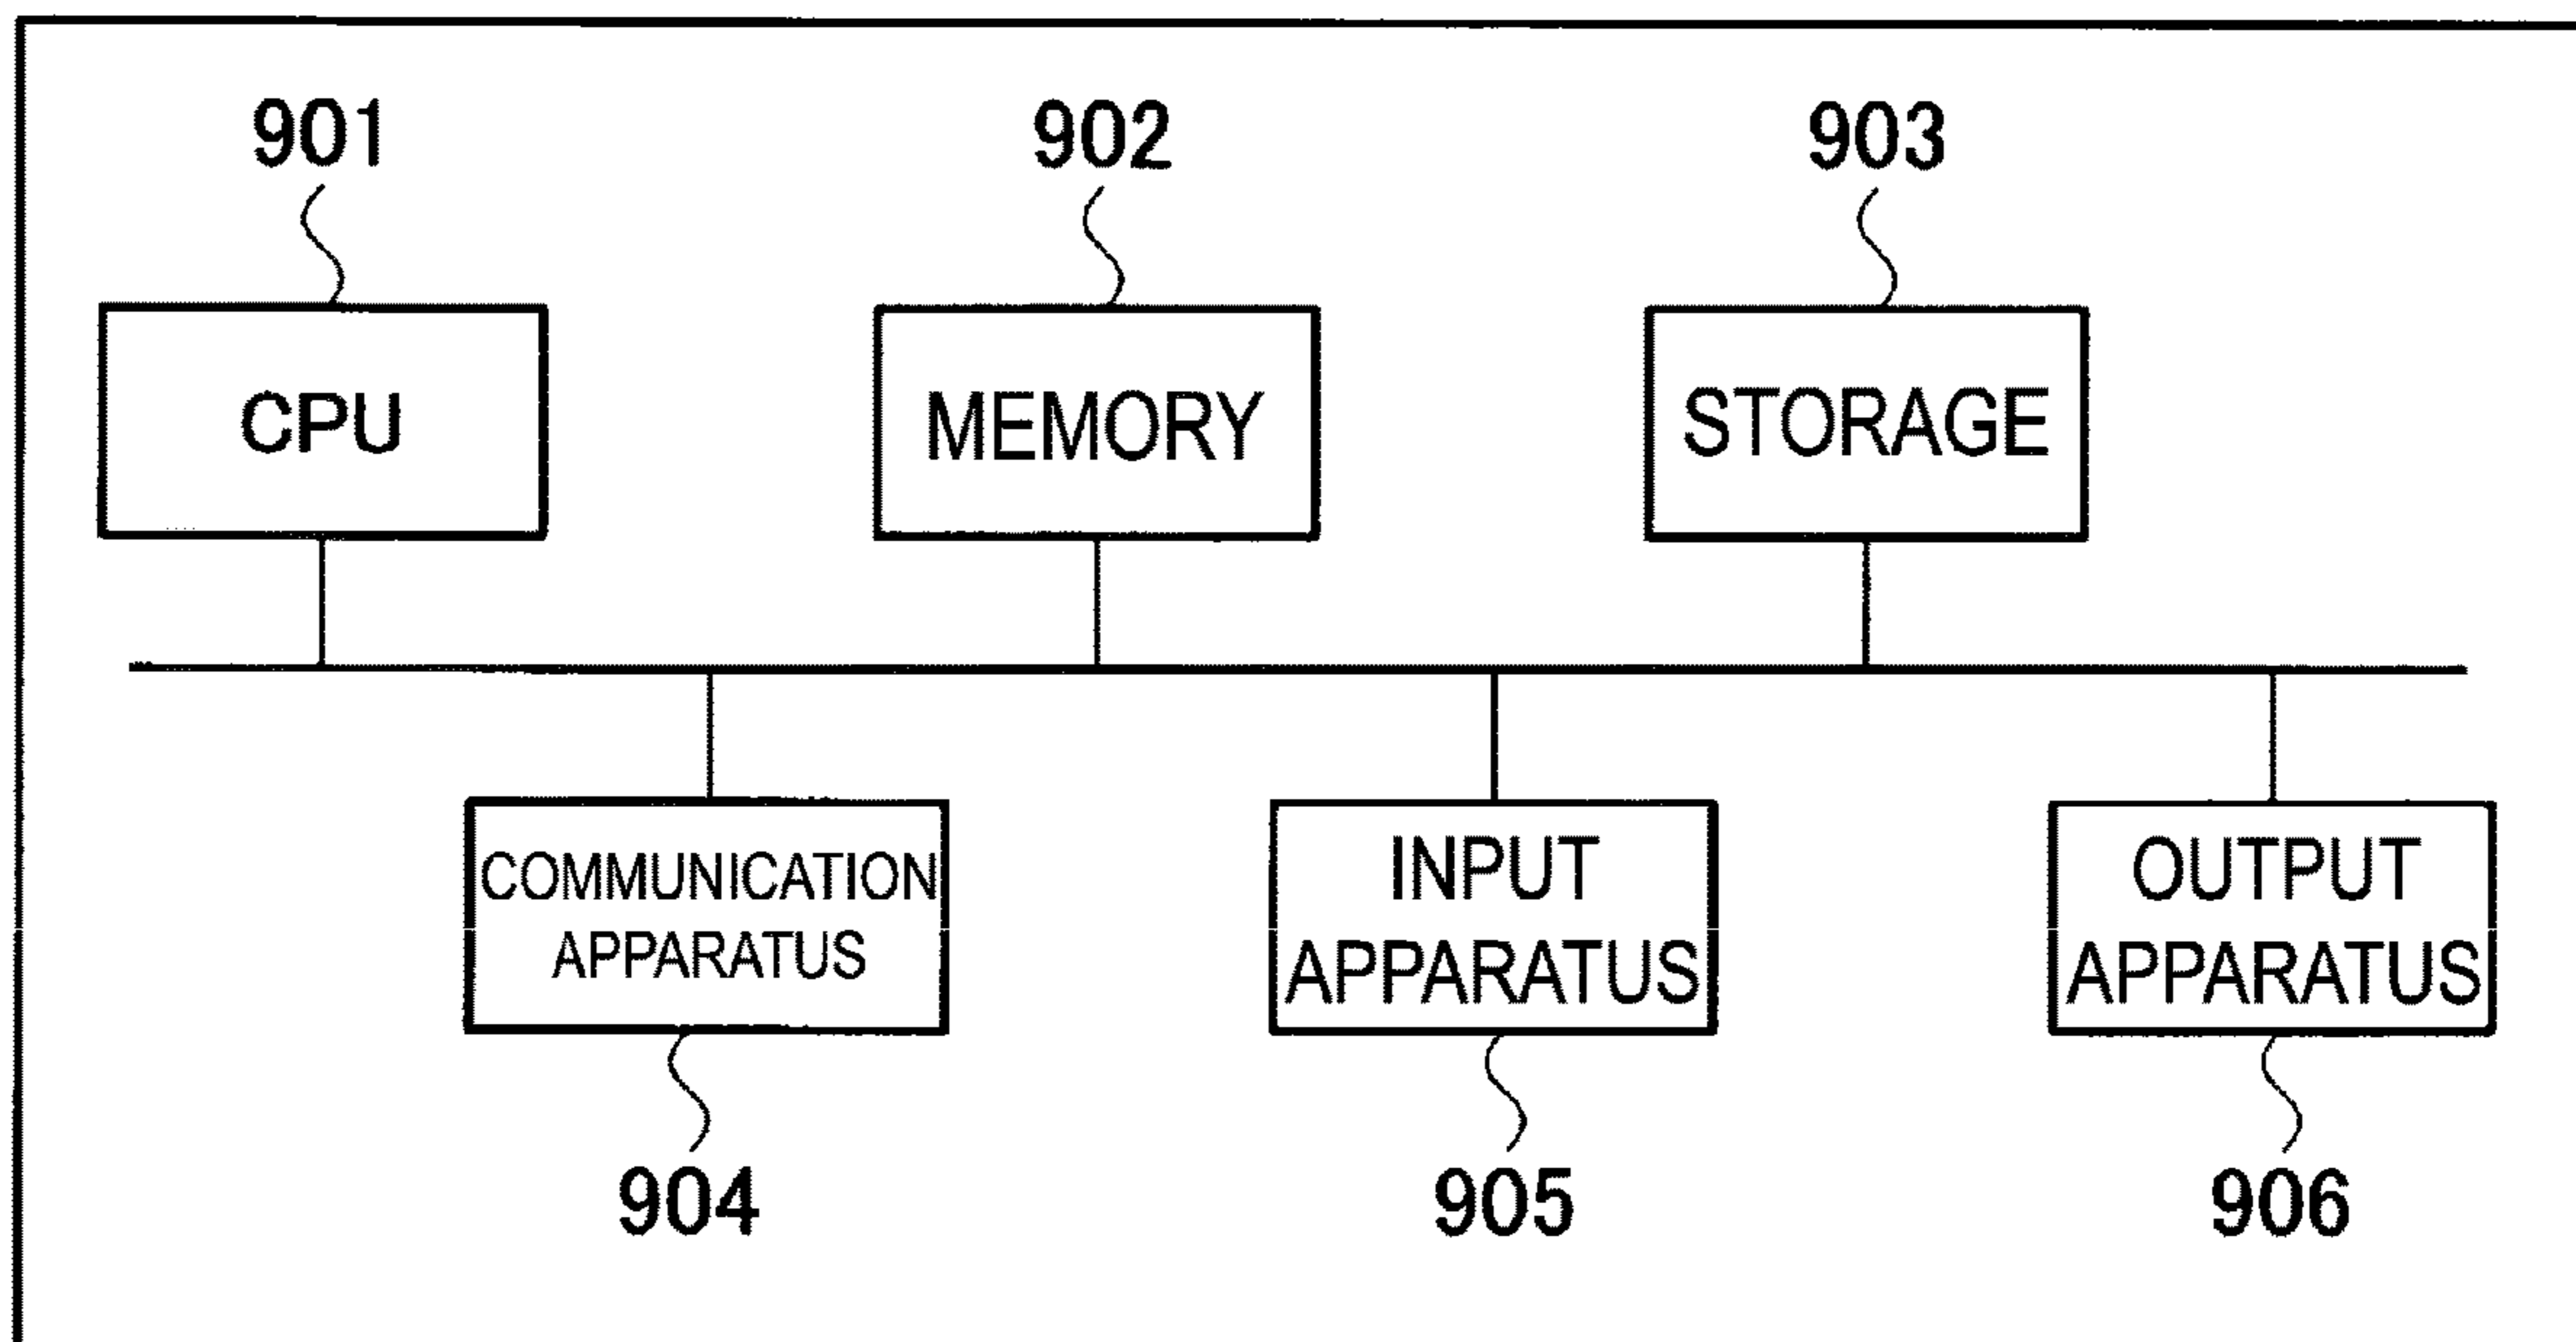 901
902
903
CPU
MEMORY
STORAGE
COMMUNICATION
APPARATUS
INPUT
APPARATUS
OUTPUT
APPARATUS
904
905
906